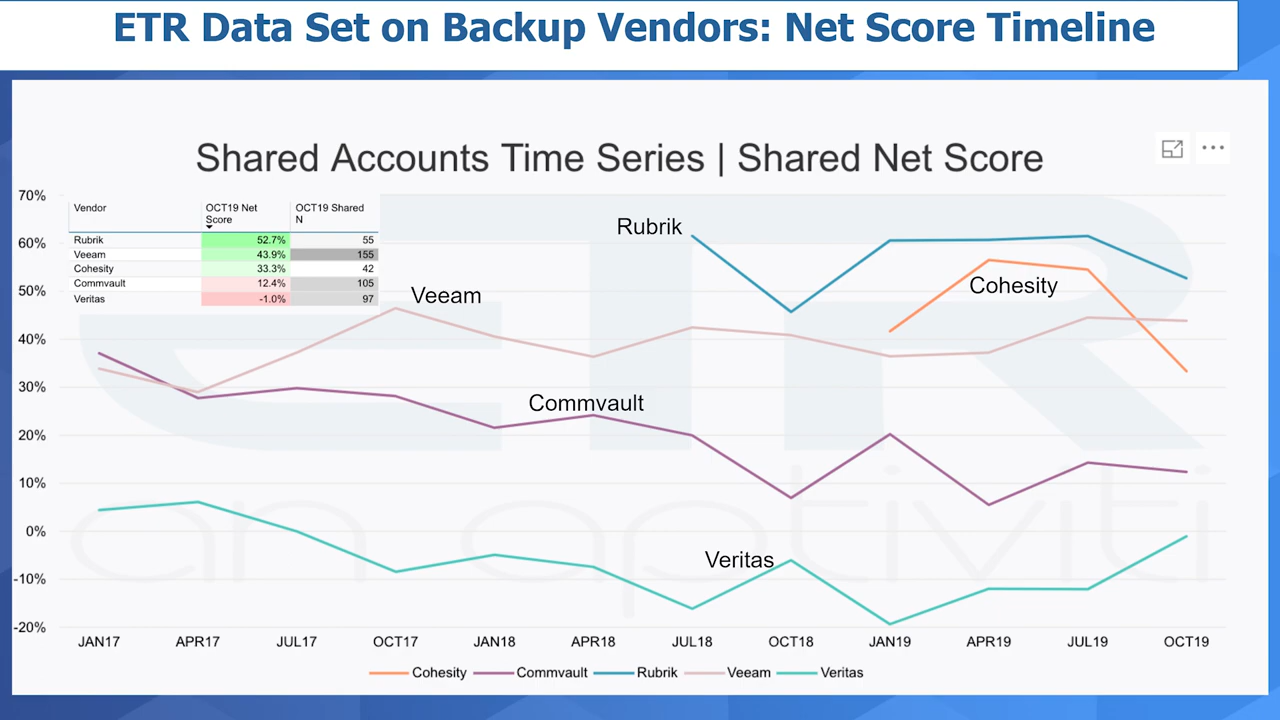 ETR Data Set on Backup Vendors: Net Score Timeline
Shared Accounts Time Series | Shared Net Score
70%
60%
50%
40%
30%
20%
10%
0%
-10%
-20%
Vendor OCT19 Net Score OCT19 Shared N
Rubrik 52.7% 55
Veeam 43.9% 155
Cohesity 33.3% 42
Commvault 12.4% 105
Veritas -1.0% 97
Rubrik
Cohesity
Veeam
Commvault
Veritas
ETR
an aptiviti
JAN17 APR17 JUL17 OCT17 JAN18 APR18 JUL18 OCT18 JAN19 APR19 JUL19 OCT19
Cohesity Commvault Rubrik Veeam Veritas